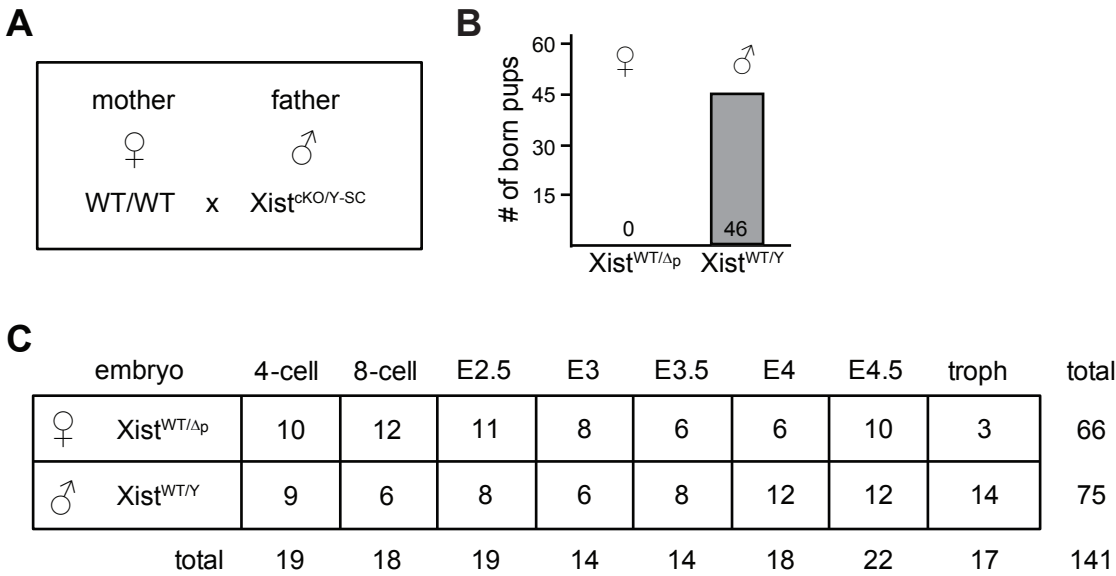 A
mother father
♀ ♂
WT/WT x Xist^cKO/Y-SC
B
# of born pups
60
45
30
15
♀ ♂
0 46
Xist^WT/Δp Xist^WT/Y
C
embryo 4-cell 8-cell E2.5 E3 E3.5 E4 E4.5 troph total
♀ Xist^WT/Δp 10 12 11 8 6 6 10 3 66
♂ Xist^WT/Y 9 6 8 6 8 12 12 14 75
total 19 18 19 14 14 18 22 17 141